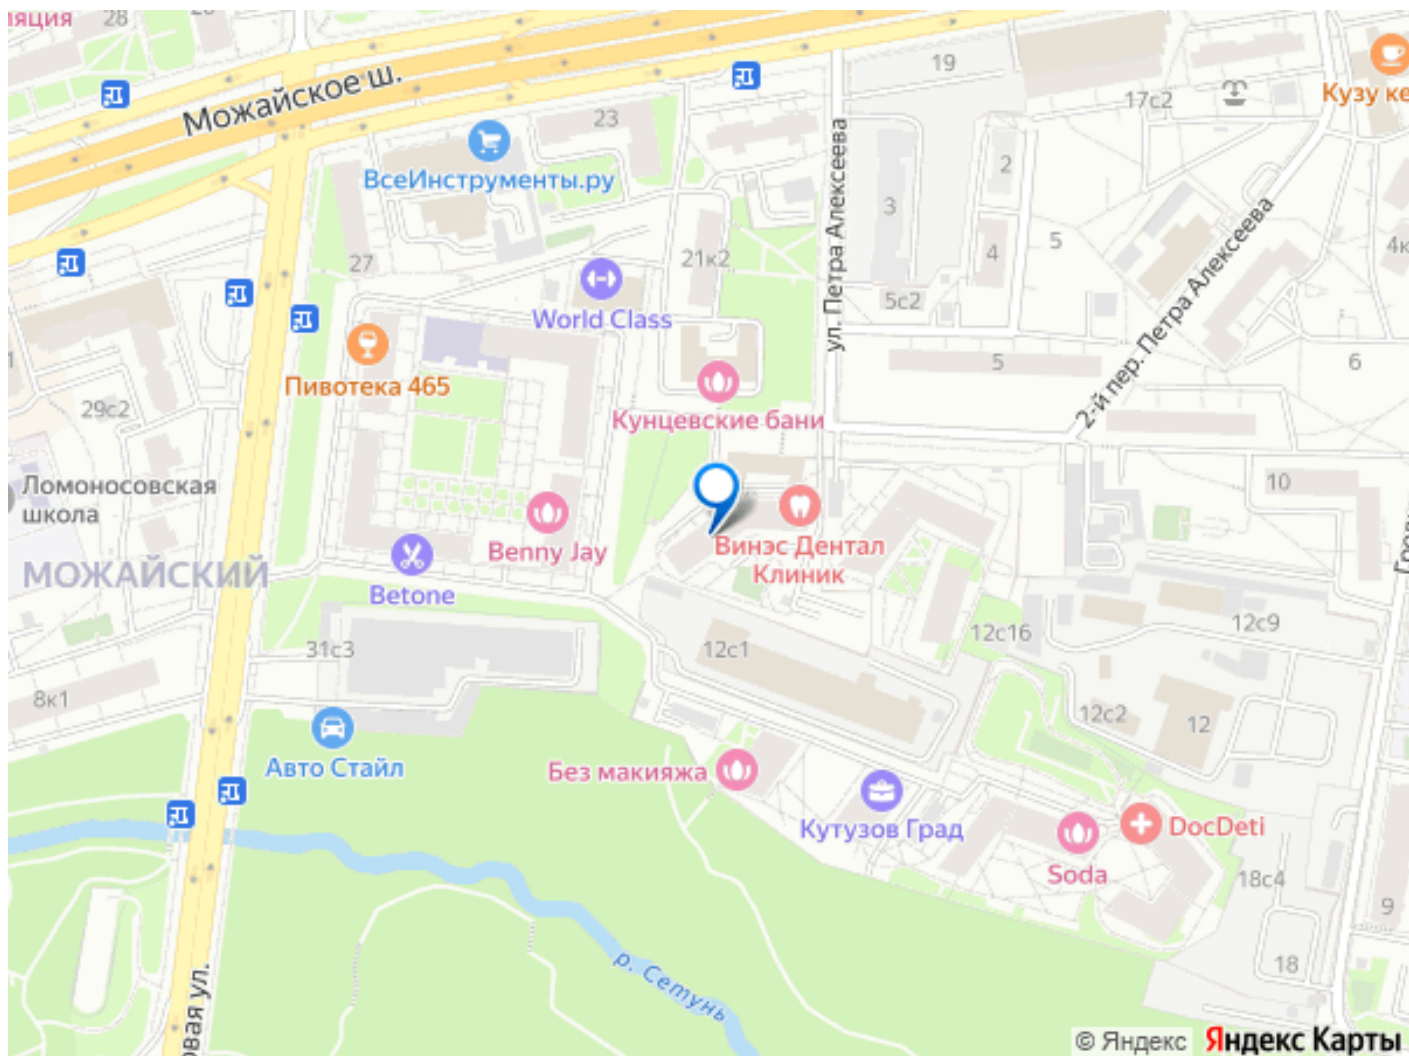 28
Можайское ш.
23
19
17с2
Кузу ке
ВсеИнструменты.ру
ул. Петра Алексеева
2
3
4
5
5с2
2-й пер. Петра Алексеева
4к
27
21к2
World Class
Пивотека 465
5
6
Кунцевские бани
29с2
Ломоносовская
школа
10
Benny Jay
Винэс Дентал
Клиник
МОЖАЙСКИЙ
Betone
12с16
12с9
31с3
12с1
8к1
12с2
12
Авто Стайл
Без макияжа
Кутузов Град
DocDeti
Soda
18с4
9
18
р. Сетунь
овая ул.
© Яндекс Яндекс Карты